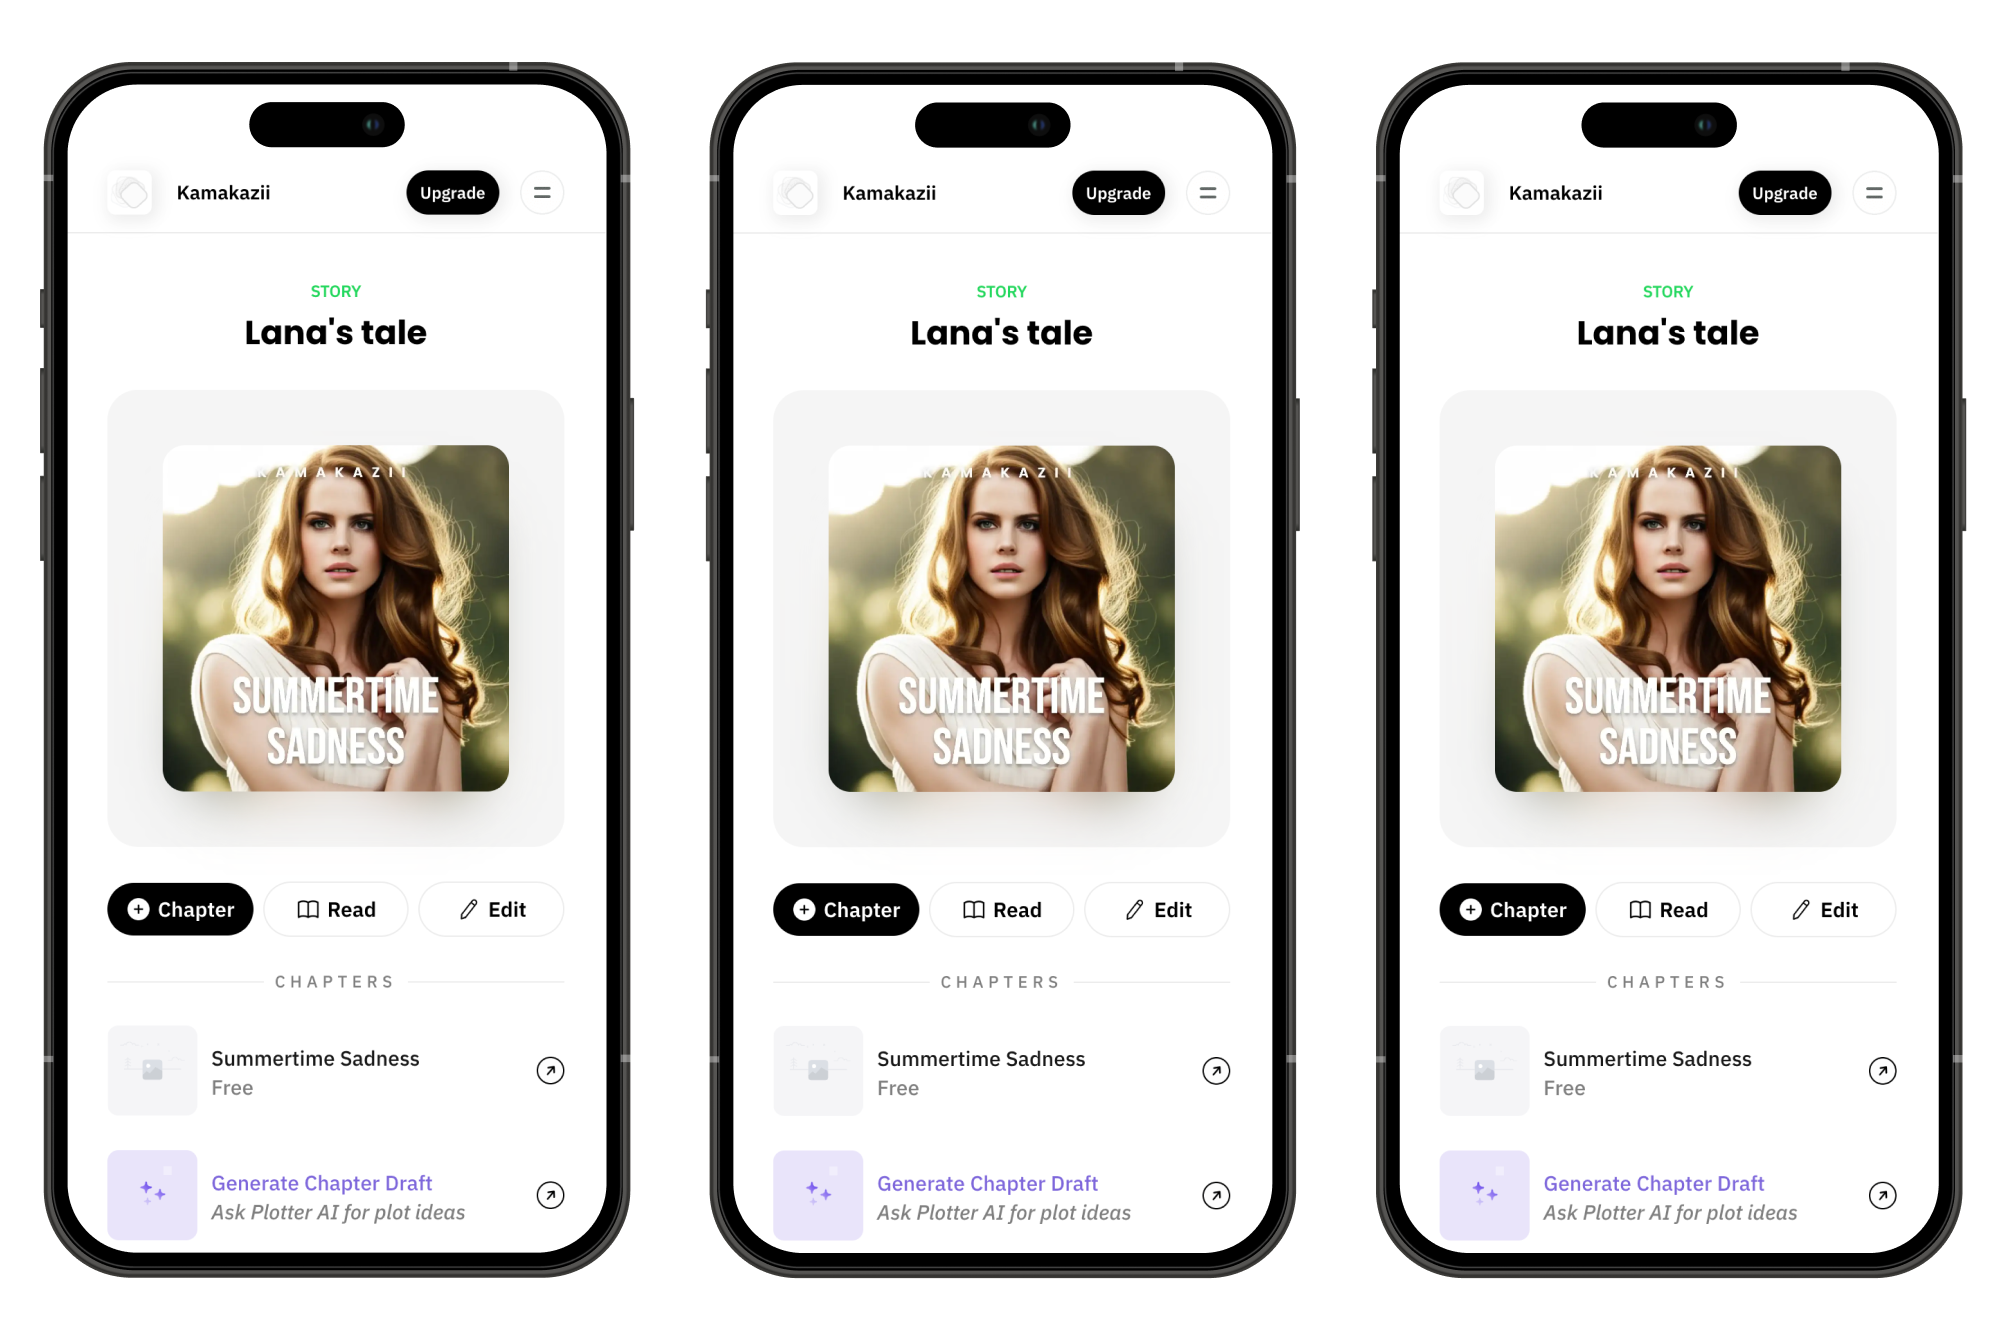 Kamakazii
Upgrade
STORY
Lana's tale
KAMAKAZII
SUMMERTIME
SADNESS
Chapter
Read
Edit
CHAPTERS
Summertime Sadness
Free
Generate Chapter Draft
Ask Plotter AI for plot ideas
Kamakazii
Upgrade
STORY
Lana's tale
KAMAKAZII
SUMMERTIME
SADNESS
Chapter
Read
Edit
CHAPTERS
Summertime Sadness
Free
Generate Chapter Draft
Ask Plotter AI for plot ideas
Kamakazii
Upgrade
STORY
Lana's tale
KAMAKAZII
SUMMERTIME
SADNESS
Chapter
Read
Edit
CHAPTERS
Summertime Sadness
Free
Generate Chapter Draft
Ask Plotter AI for plot ideas